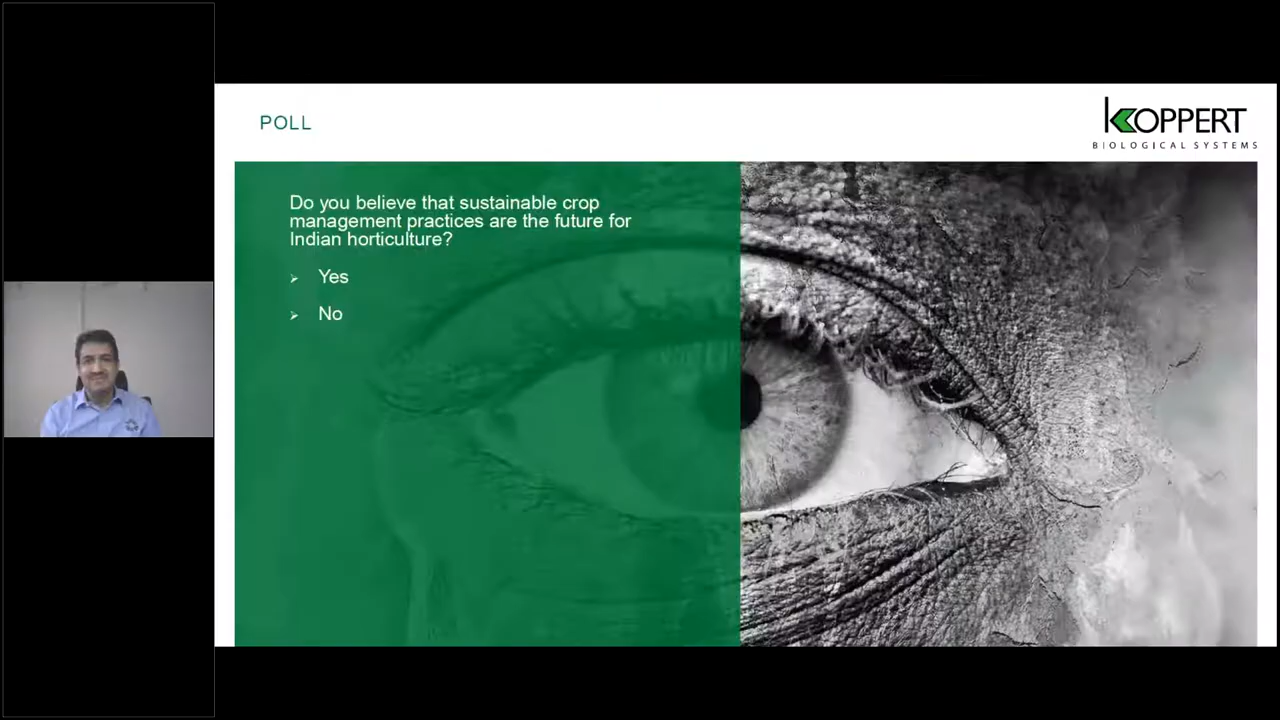 POLL
KOPPERT
BIOLOGICAL SYSTEMS
Do you believe that sustainable crop
management practices are the future for
Indian horticulture?
Yes
No